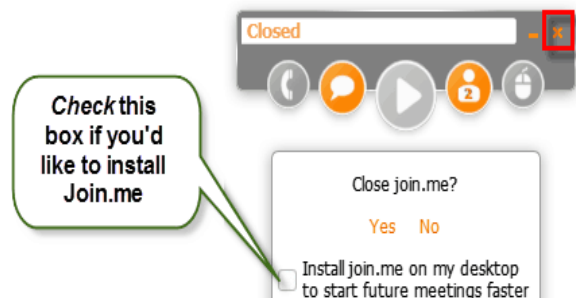 Closed
x
2
Check this
box if you'd
like to install
Join.me
Close join.me?
Yes No
Install join.me on my desktop
to start future meetings faster